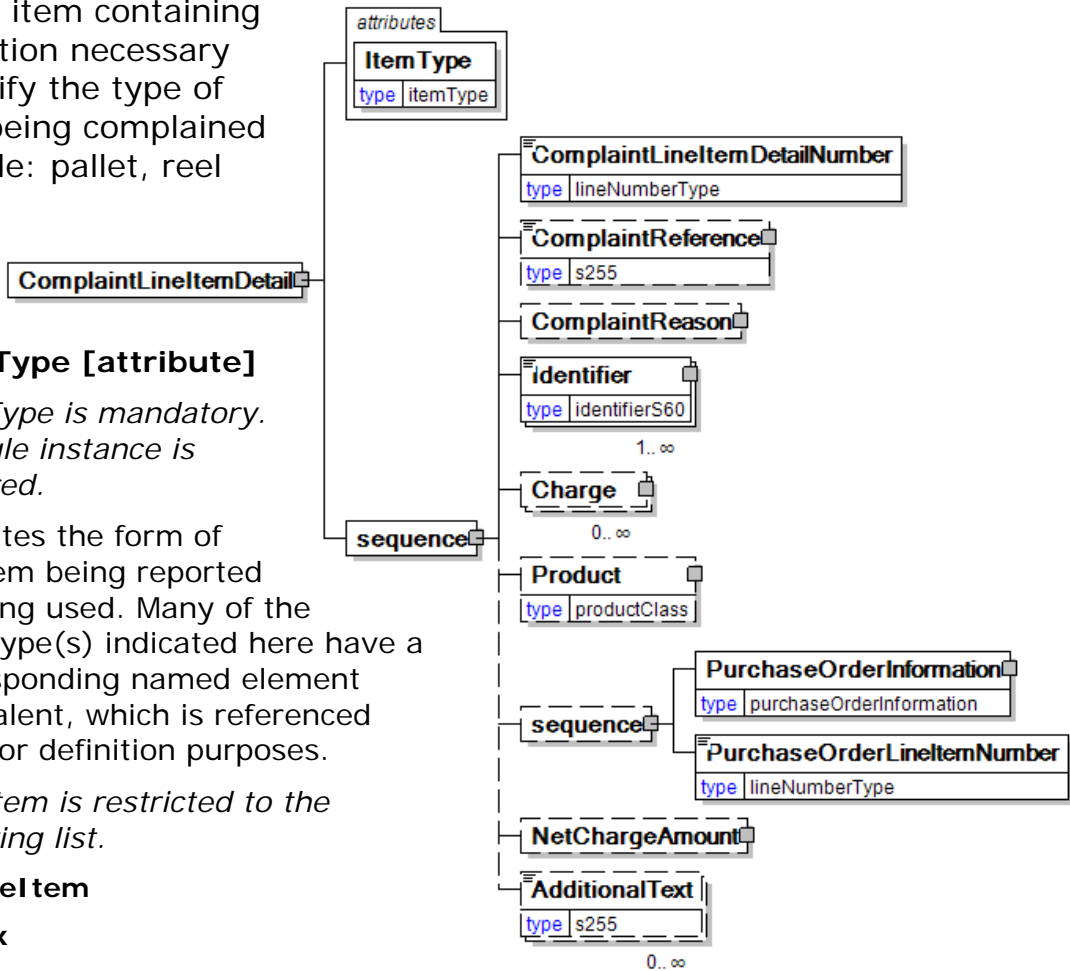 item containing
tion necessary
ify the type of
being complained
le: pallet, reel
Type [attribute]
Type is mandatory.
gle instance is
red.
tes the form of
em being reported
ng used. Many of the
ype(s) indicated here have a
sponding named element
alent, which is referenced
or definition purposes.
tem is restricted to the
ing list.
eItem
x
ComplaintLineItemDetail
attributes
ItemType
type itemType
sequence
ComplaintLineItemDetailNumber
type lineNumberType
ComplaintReference
type s255
ComplaintReason
Identifier
type identifierS60
1.. ∞
Charge
0.. ∞
Product
type productClass
sequence
PurchaseOrderInformation
type purchaseOrderInformation
PurchaseOrderLineItemNumber
type lineNumberType
NetChargeAmount
AdditionalText
type s255
0.. ∞